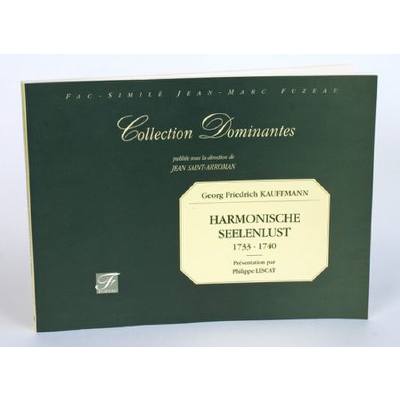 FAC-SIMILÉ JEAN-MARC FUZEAU
Collection Dominantes
publiée sous la direction de
JEAN SAINT-ARROMAN
Georg Friedrich KAUFFMANN
HARMONISCHE
SEELENLUST
1733 - 1740
Présentation par
Philippe LESCAT
F
FUZEAU